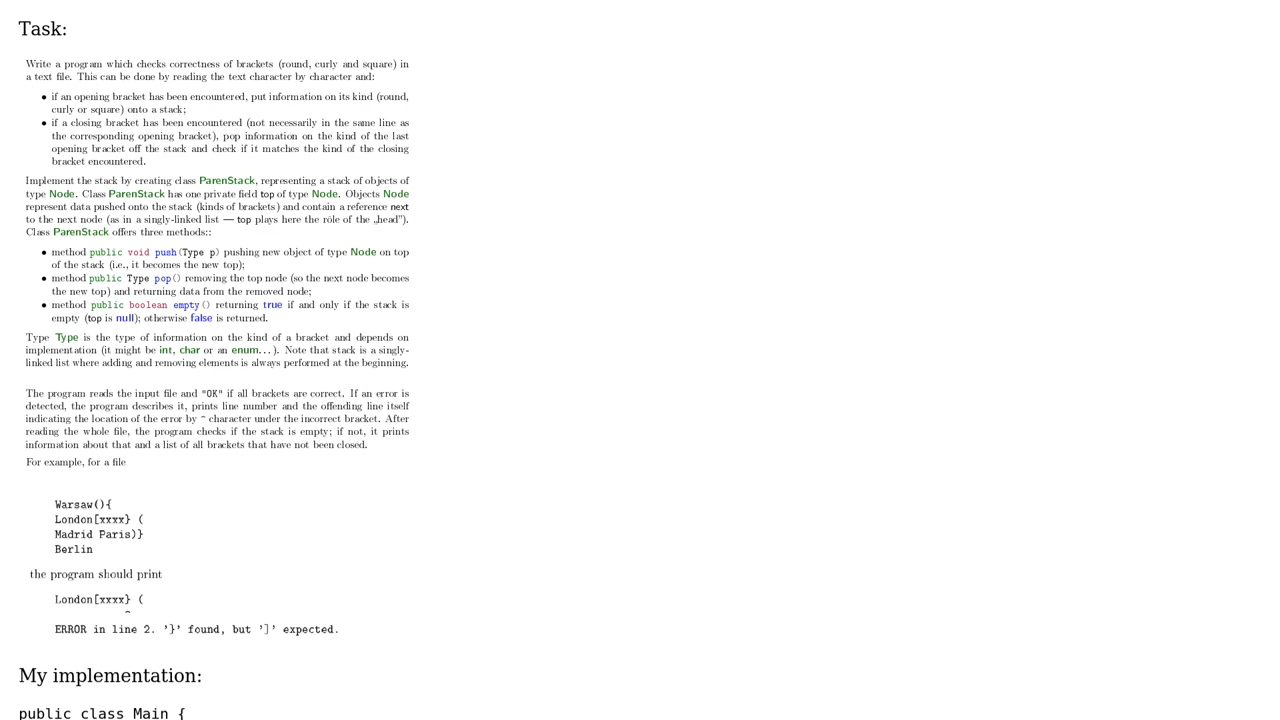 Task:
Write a program which checks correctness of brackets (round, curly and square) in
a text file. This can be done by reading the text character by character and:
• if an opening bracket has been encountered, put information on its kind (round,
curly or square) onto a stack;
• if a closing bracket has been encountered (not necessarily in the same line as
the corresponding opening bracket), pop information on the kind of the last
opening bracket off the stack and check if it matches the kind of the closing
bracket encountered.
Implement the stack by creating class ParenStack, representing a stack of objects of
type Node. Class ParenStack has one private field top of type Node. Objects Node
represent data pushed onto the stack (kinds of brackets) and contain a reference next
to the next node (as in a singly-linked list — top plays here the rôle of the „head”).
Class ParenStack offers three methods::
• method public void push(Type p) pushing new object of type Node on top
of the stack (i.e., it becomes the new top);
• method public Type pop() removing the top node (so the next node becomes
the new top) and returning data from the removed node;
• method public boolean empty() returning true if and only if the stack is
empty (top is null); otherwise false is returned.
Type Type is the type of information on the kind of a bracket and depends on
implementation (it might be int, char or an enum...). Note that stack is a singly-
linked list where adding and removing elements is always performed at the beginning.
The program reads the input file and "OK" if all brackets are correct. If an error is
detected, the program describes it, prints line number and the offending line itself
indicating the location of the error by ^ character under the incorrect bracket. After
reading the whole file, the program checks if the stack is empty; if not, it prints
information about that and a list of all brackets that have not been closed.
For example, for a file
Warsaw(){
London[xxxx} (
Madrid Paris)}
Berlin
the program should print
London[xxxx} (
^
ERROR in line 2. '}' found, but ']' expected.
My implementation:
public class Main {